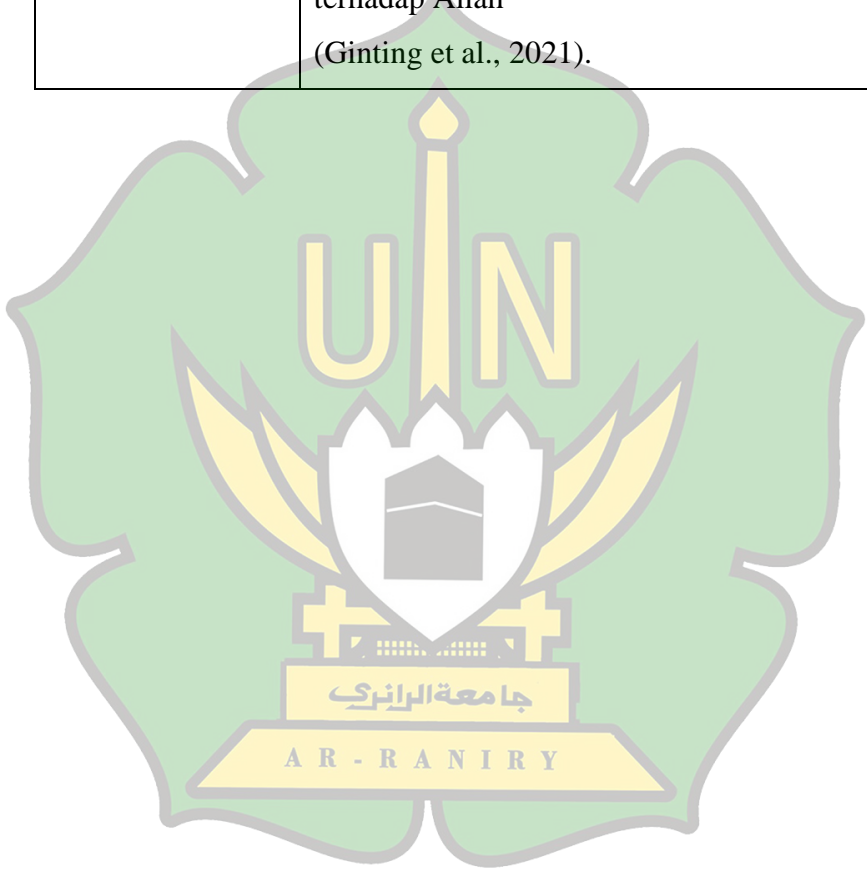 terhadap Allah
(Ginting et al., 2021).
UIN
جامعة الرانري
AR-RANIRY